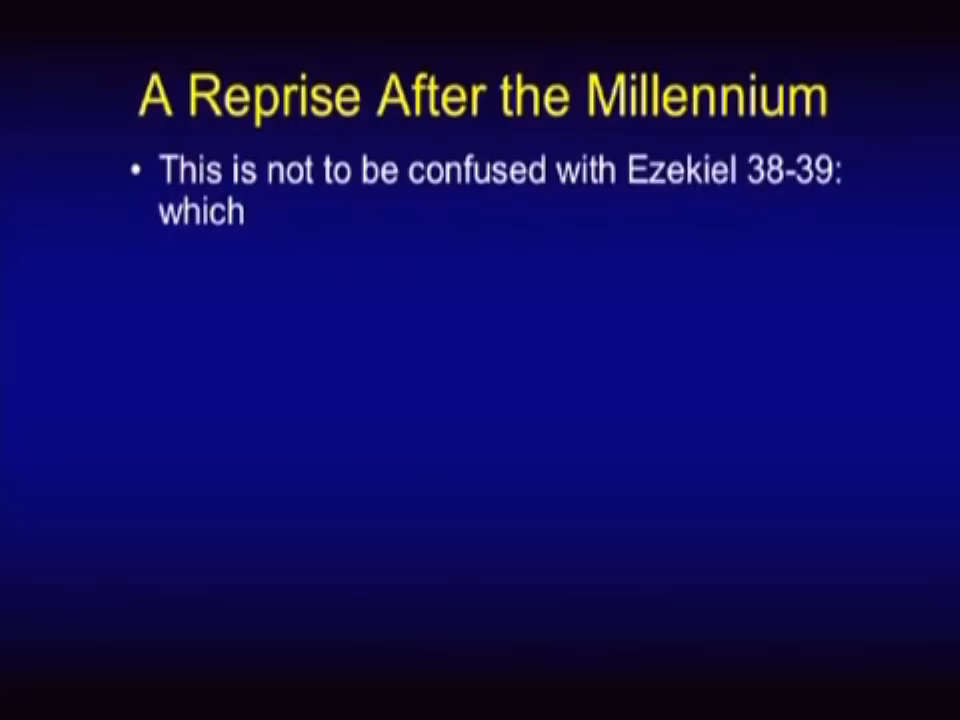 A Reprise After the Millennium
• This is not to be confused with Ezekiel 38-39:
which